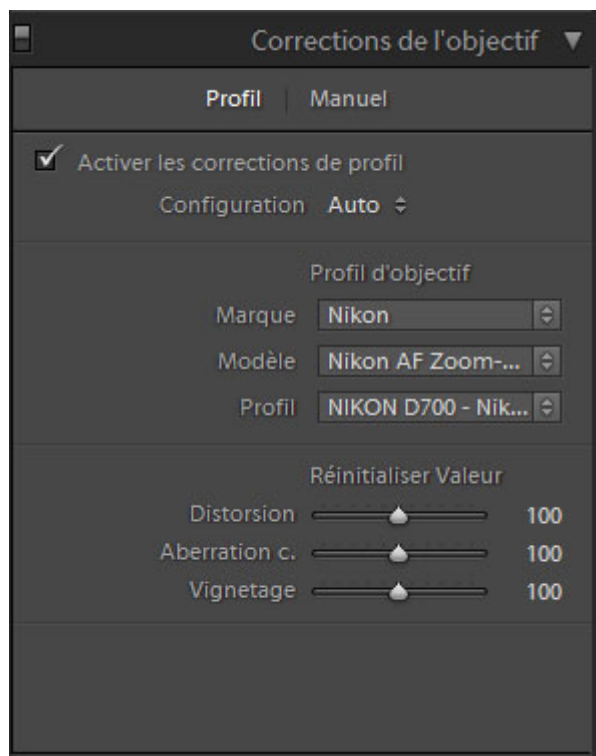 Corrections de l'objectif
Profil Manuel
Activer les corrections de profil
Configuration Auto
Profil d'objectif
Marque Nikon
Modèle Nikon AF Zoom-...
Profil NIKON D700 - Nik...
Réinitialiser Valeur
Distorsion 100
Aberration c. 100
Vignetage 100